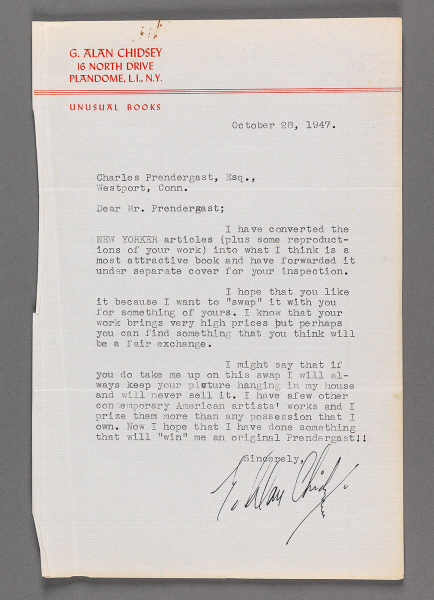 G. ALAN CHIDSEY
16 NORTH DRIVE
PLANDOME, L.I., N.Y.
UNUSUAL BOOKS
October 28, 1947.
Charles Prendergast, Esq.,
Westport, Conn.
Dear Mr. Prendergast;
I have converted the
NEW YORKER articles (plus some reproduct-
ions of your work) into what I think is a
most attractive book and have forwarded it
under separate cover for your inspection.
I hope that you like
it because I want to "swap" it with you
for something of yours. I know that your
work brings very high prices but perhaps
you can find something that you think will
be a fair exchange.
I might say that if
you do take me up on this swap I will al-
ways keep your picture hanging in my house
and will never sell it. I have afew other
con emporary American artists' works and I
prize them more than any possession that I
own. Now I hope that I have done something
that will "win" me an original Prendergast!!
Sincerely,
G. Alan Chidsey